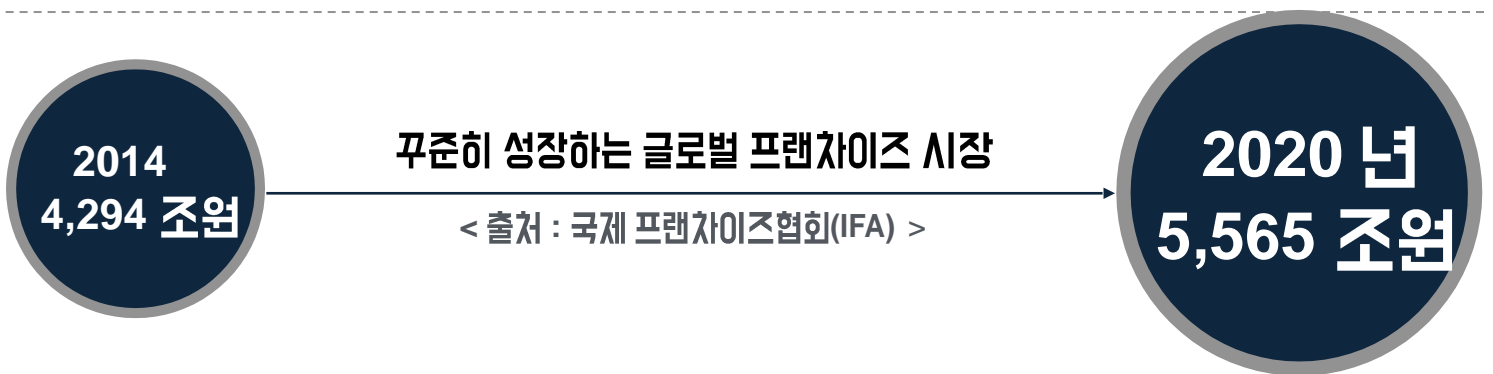 2014
4,294 조원
꾸준히 성장하는 글로벌 프랜차이즈 시장
< 출처 : 국제 프랜차이즈협회(IFA) >
2020 년
5,565 조원